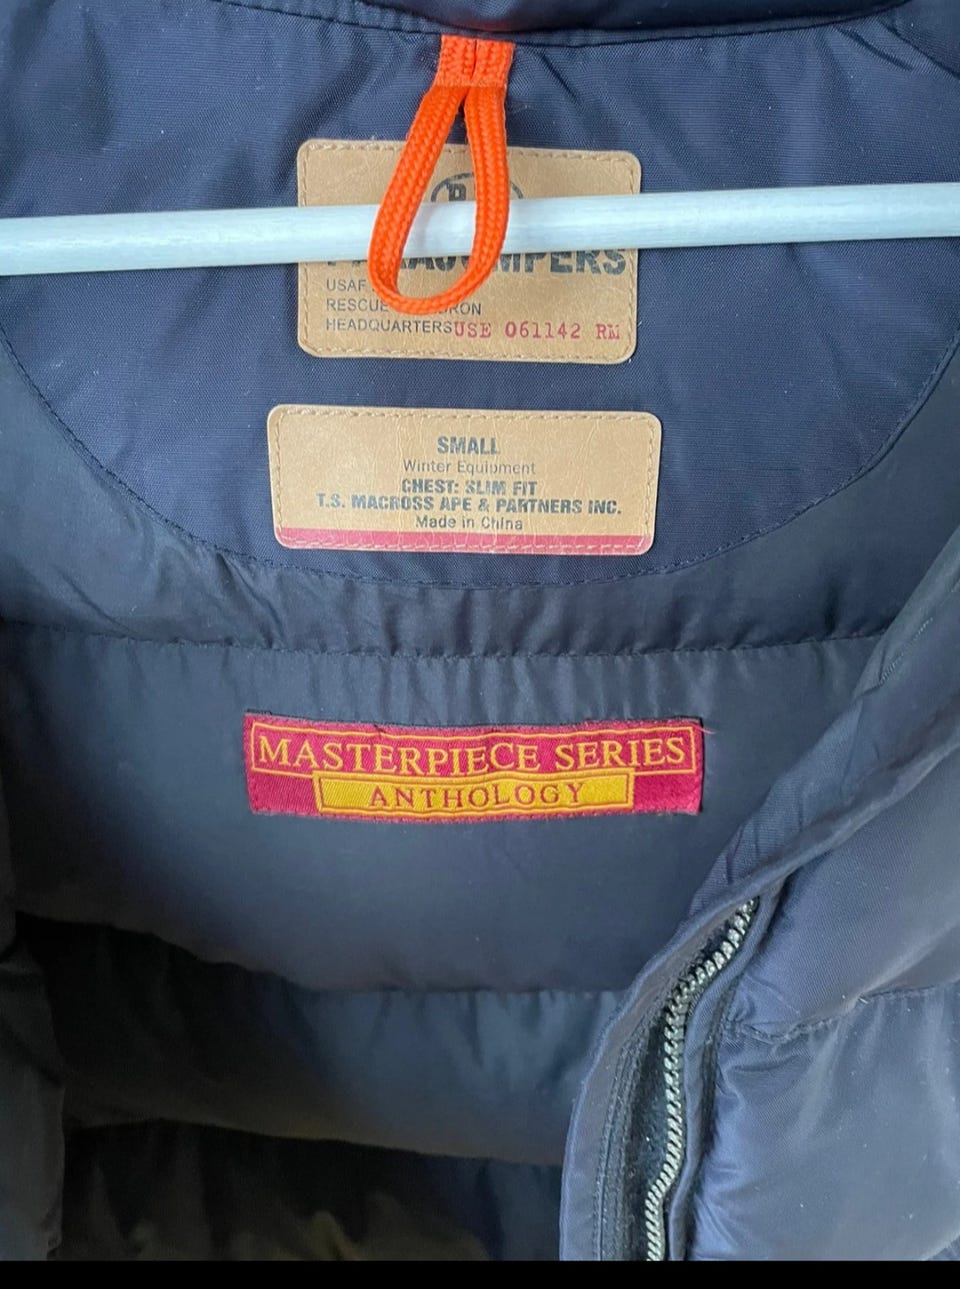 USAF
RESCUE
HEADQUARTERS USE 061142 RM
SMALL
Winter Equipment
CHEST: SLIM FIT
T.S. MACROSS APE & PARTNERS INC.
Made in China
MASTERPIECE SERIES
ANTHOLOGY